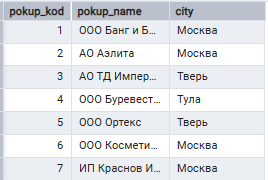 pokup_kod pokup_name city
1 ООО Банг и Б... Москва
2 АО Аэлита Москва
3 АО ТД Импер... Тверь
4 ООО Буревест... Тула
5 ООО Ортекс Тверь
6 ООО Космети... Москва
7 ИП Краснов И... Москва